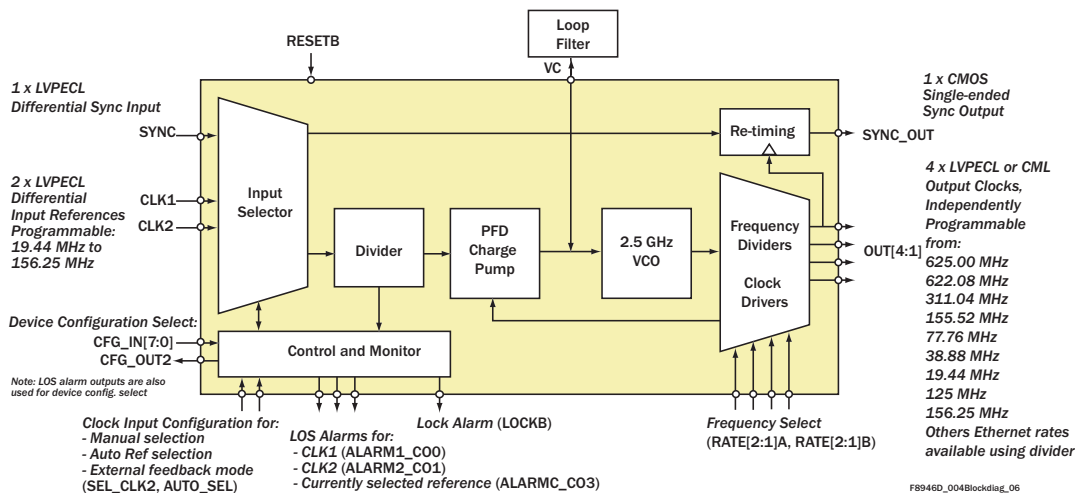 Loop
Filter
RESETB
VC
1 x LVPECL
Differential Sync Input
SYNC
2 x LVPECL
Differential
Input References
Programmable:
19.44 MHz to
156.25 MHz
CLK1
CLK2
Input
Selector
Divider
PFD
Charge
Pump
2.5 GHz
VCO
Re-timing
Frequency
Dividers
Clock
Drivers
1 x CMOS
Single-ended
Sync Output
SYNC_OUT
OUT[4:1]
4 x LVPECL or CML
Output Clocks,
Independently
Programmable
from:
625.00 MHz
622.08 MHz
311.04 MHz
155.52 MHz
77.76 MHz
38.88 MHz
19.44 MHz
125 MHz
156.25 MHz
Others Ethernet rates
available using divider
Device Configuration Select:
CFG_IN[7:0]
CFG_OUT2
Note: LOS alarm outputs are also
used for device config. select
Control and Monitor
Clock Input Configuration for:
- Manual selection
- Auto Ref selection
- External feedback mode
(SEL_CLK2, AUTO_SEL)
LOS Alarms for:
- CLK1 (ALARM1_CO0)
- CLK2 (ALARM2_CO1)
- Currently selected reference (ALARMC_CO3)
Lock Alarm (LOCKB)
Frequency Select
(RATE[2:1]A, RATE[2:1]B)
F8946D_004Blockdiag_06